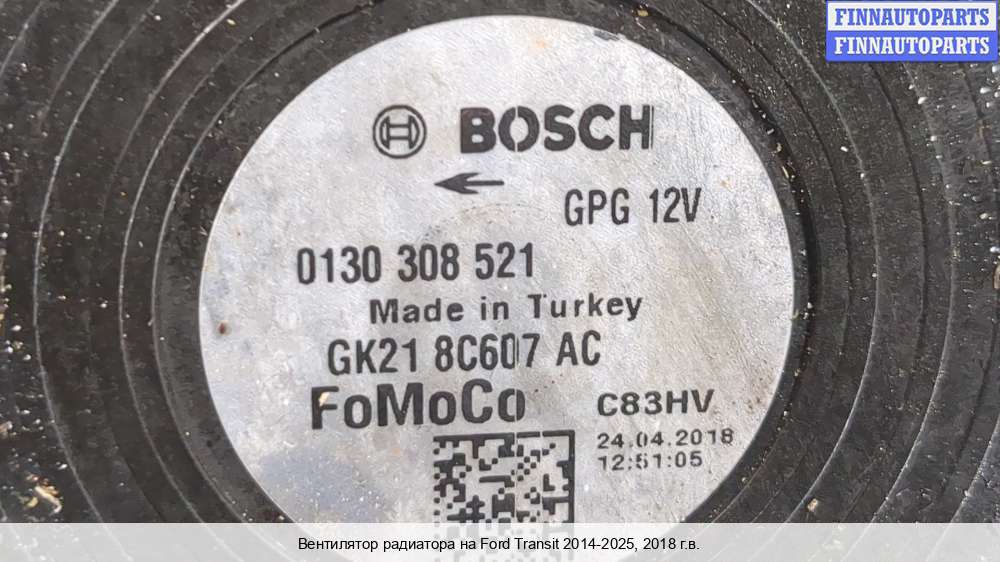 FINNAUTOPARTS
FINNAUTOPARTS
BOSCH
GPG 12V
0130 308 521
Made in Turkey
GK21 8C607 AC
FoMoCo
C83HV
24.04.2018
12:51:05
Вентилятор радиатора на Ford Transit 2014-2025, 2018 г.в.